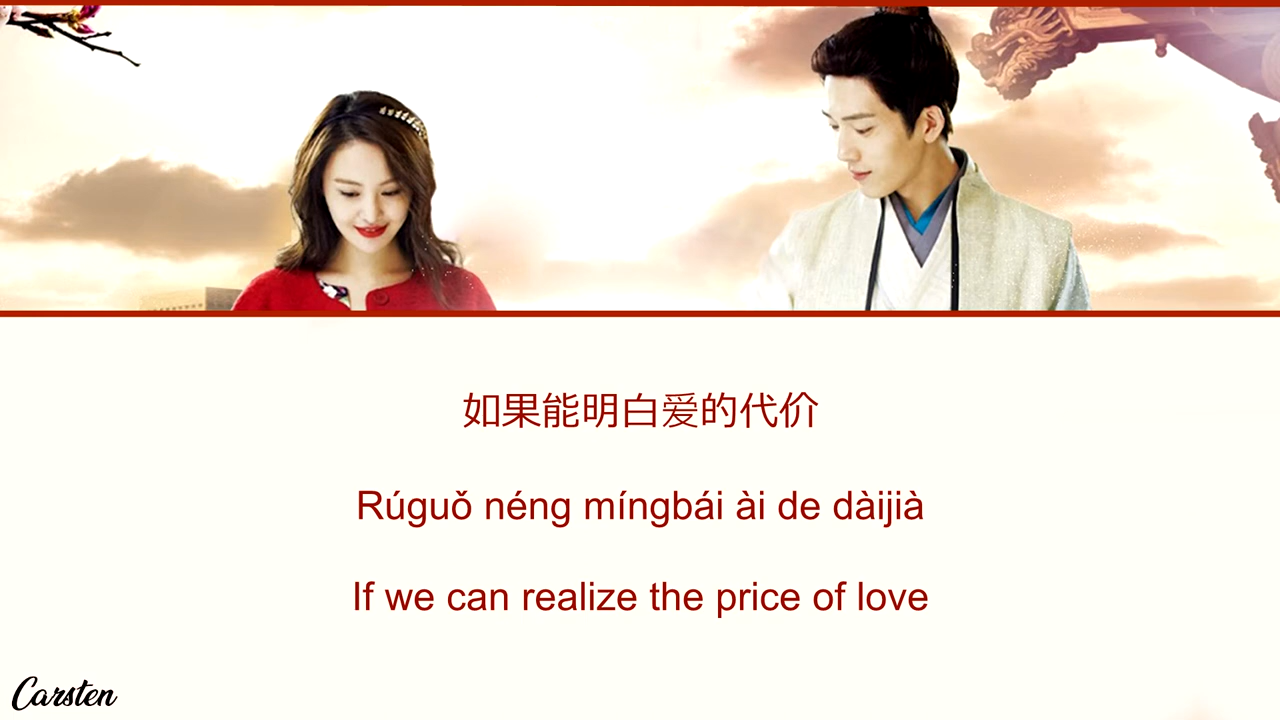 如果能明白爱的代价
Rúguǒ néng míngbái ài de dàijià
If we can realize the price of love
Carsten